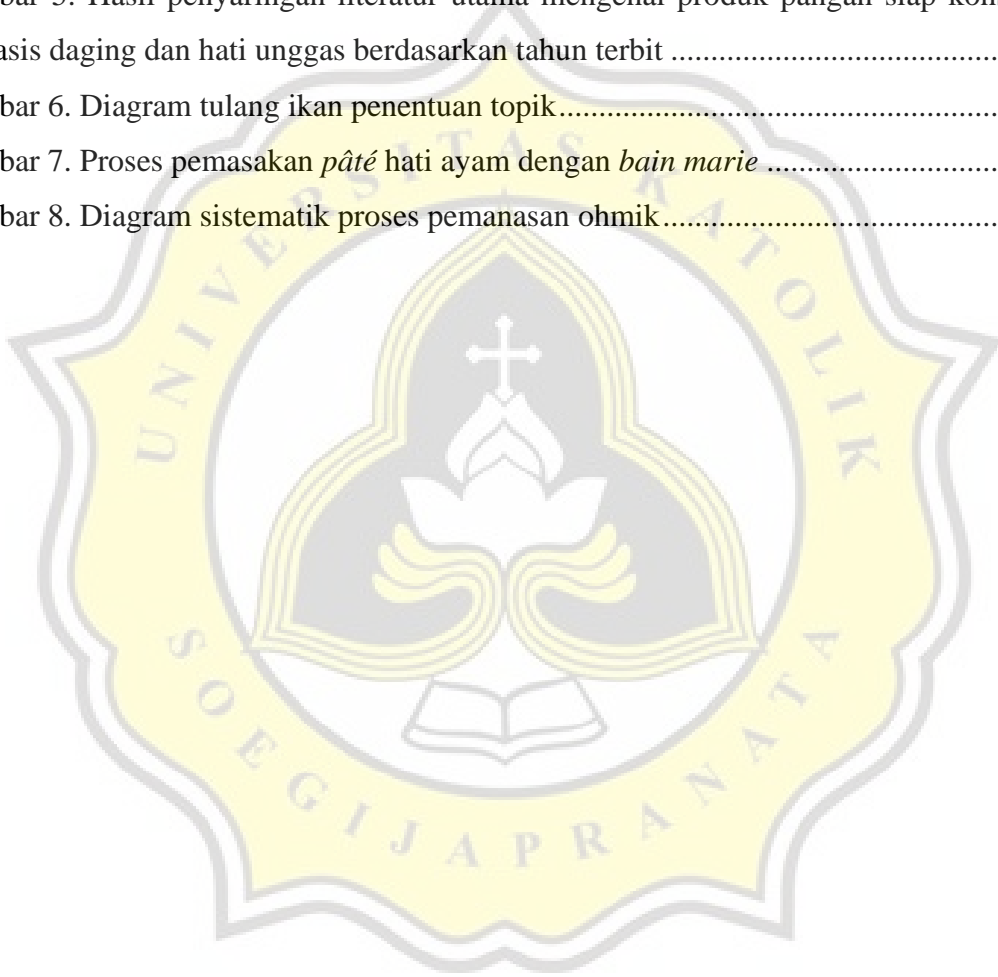 bar 5. Hasil penyaringan literatur utama mengenai produk pangan siap kon
asis daging dan hati unggas berdasarkan tahun terbit ....................................
bar 6. Diagram tulang ikan penentuan topik....................................................
bar 7. Proses pemasakan pâté hati ayam dengan bain marie ..........................
bar 8. Diagram sistematik proses pemanasan ohmik.......................................
UNIVERSITAS KATOLIK
SOEGIJAPRANATA